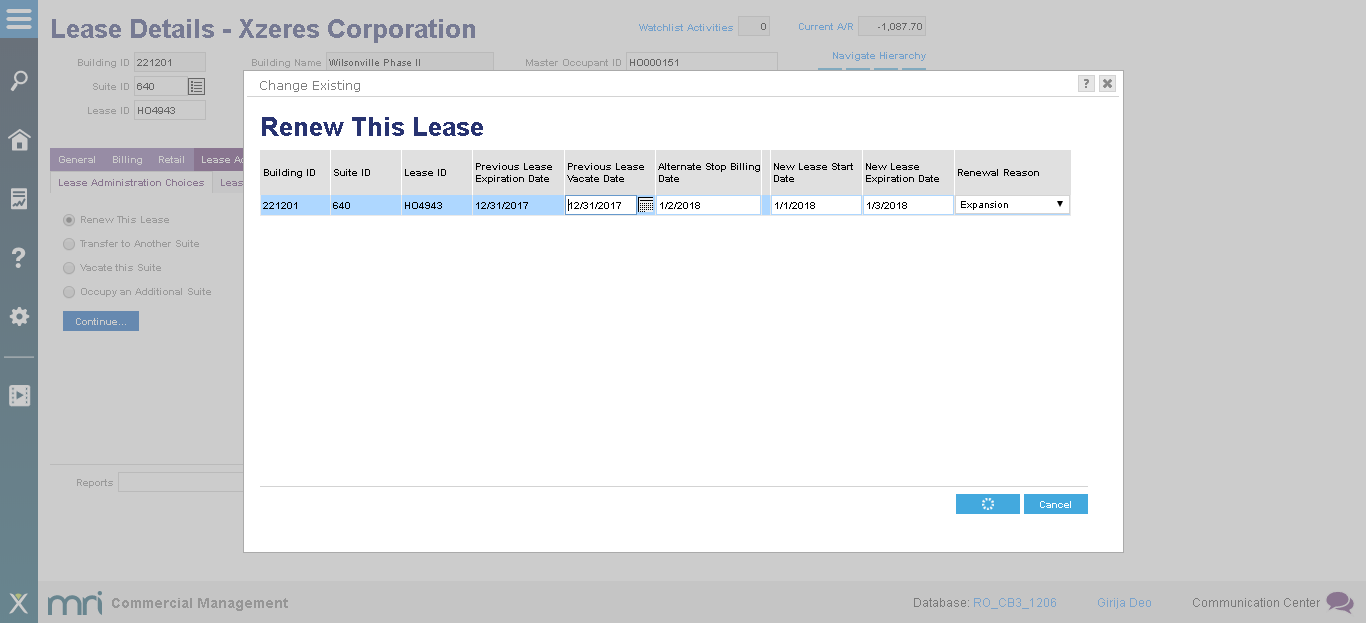 Lease Details - Xzeres Corporation
Watchlist Activities 0 Current A/R -1,087.70
Navigate Hierarchy
Building ID 221201 Building Name Wilsonville Phase II Master Occupant ID HO000151
Suite ID 640
Lease ID HO4943
General Billing Retail Lease Ad
Lease Administration Choices Leas
Renew This Lease
Transfer to Another Suite
Vacate this Suite
Occupy an Additional Suite
Continue...
Reports
Change Existing ?
Renew This Lease
Building ID Suite ID Lease ID Previous Lease Expiration Date Previous Lease Vacate Date Alternate Stop Billing Date New Lease Start Date New Lease Expiration Date Renewal Reason
221201 640 HO4943 12/31/2017 12/31/2017 1/2/2018 1/1/2018 1/3/2018 Expansion
Cancel
?
mri Commercial Management Database: RO_CB3_1206 Girija Deo Communication Center